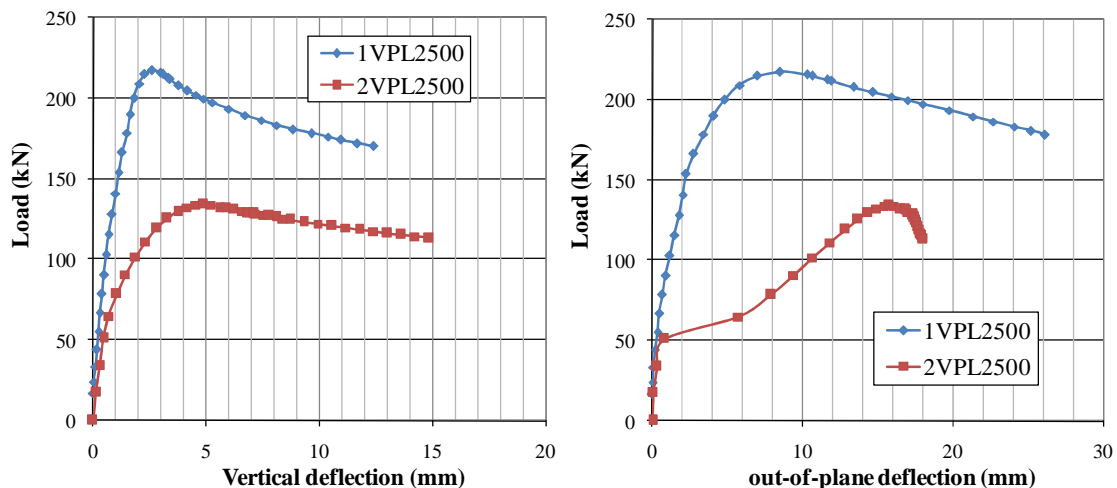 250
200
150
100
50
0
Load (kN)
0 5 10 15 20
Vertical deflection (mm)
1VPL2500
2VPL2500
250
200
150
100
50
0
Load (kN)
0 10 20 30
out-of-plane deflection (mm)
1VPL2500
2VPL2500